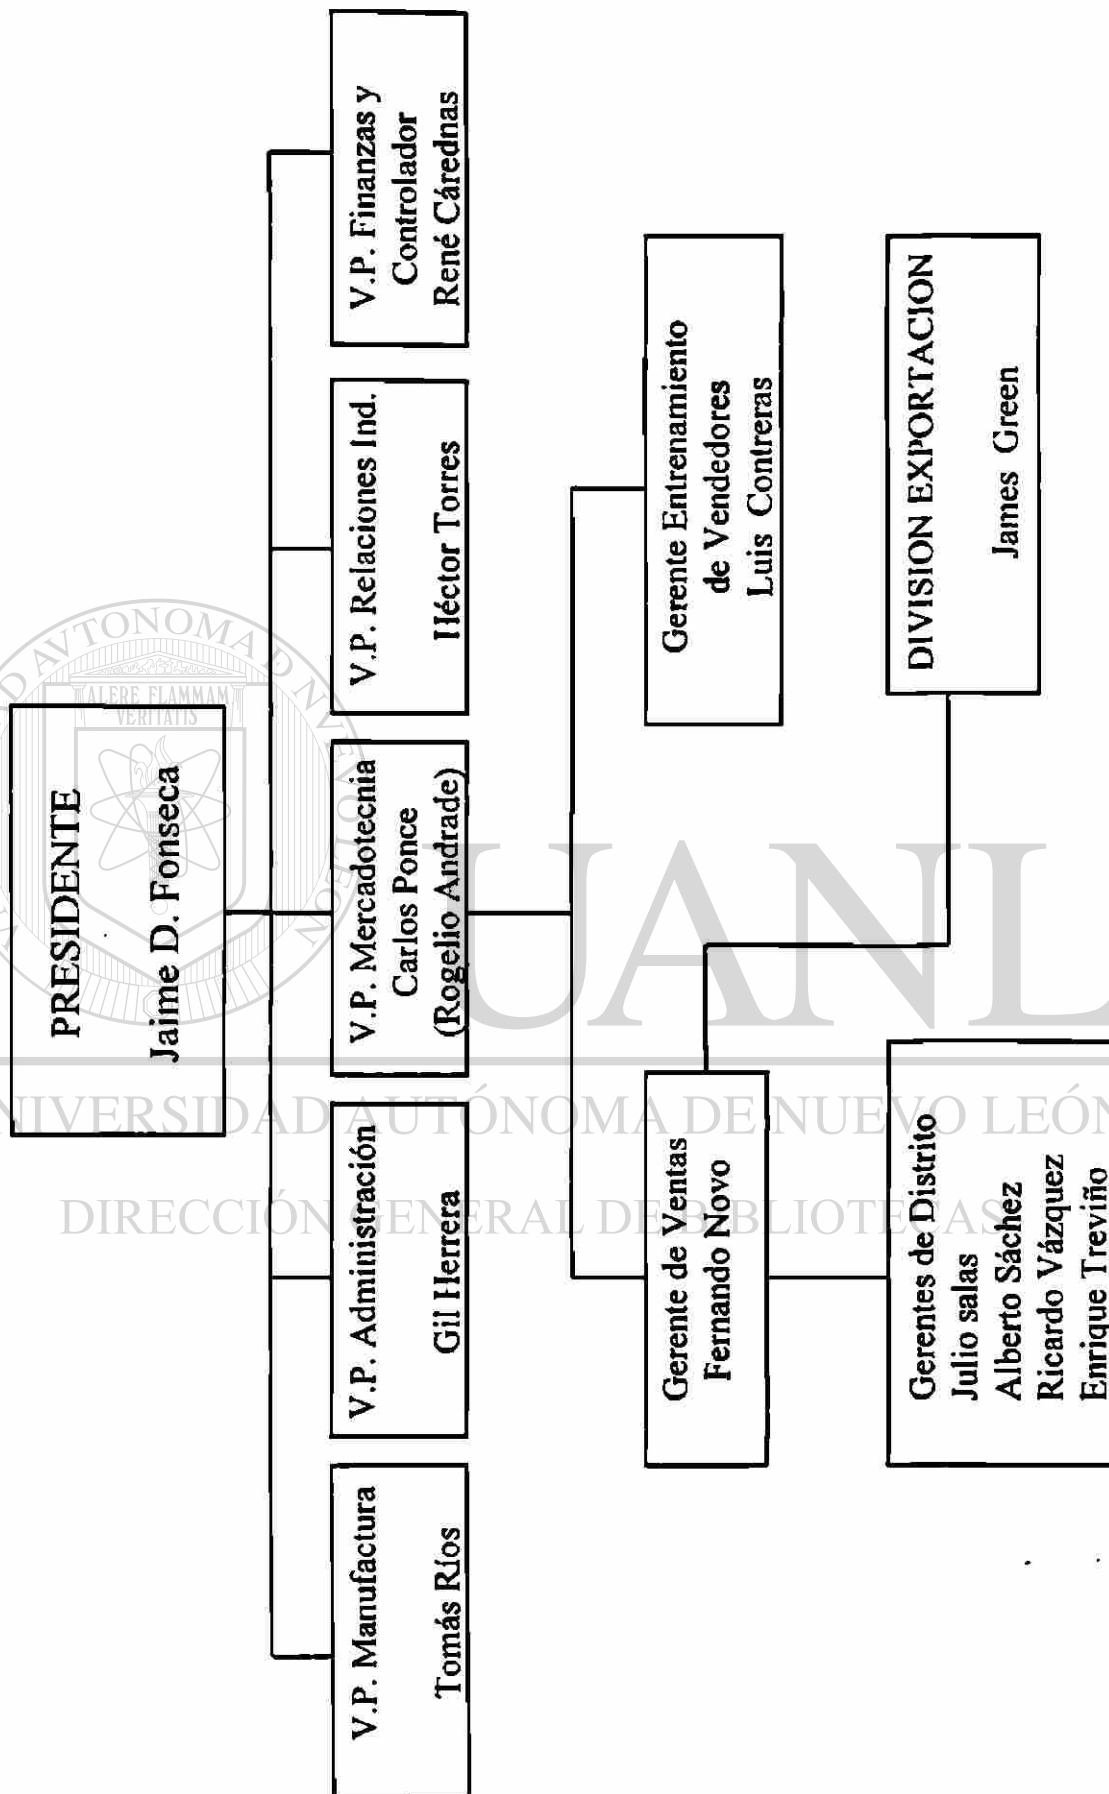 PRESIDENTE
Jaime D. Fonseca
V.P. Manufactura
Tomás Ríos
V.P. Administración
Gil Herrera
V.P. Mercadotecnia
Carlos Ponce
(Rogelio Andrade)
V.P. Relaciones Ind.
Héctor Torres
V.P. Finanzas y
Controlador
René Cárednas
Gerente de Ventas
Fernando Novo
Gerente Entrenamiento
de Vendedores
Luis Contreras
Gerentes de Distrito
Julio salas
Alberto Sáchez
Ricardo Vázquez
Enrique Treviño
DIVISION EXPORTACION
James Green
ALERE FLAMMAM
VERITATIS
UANL
UNIVERSIDAD AUTÓNOMA DE NUEVO LEÓN
DIRECCIÓN GENERAL DE BIBLIOTECAS